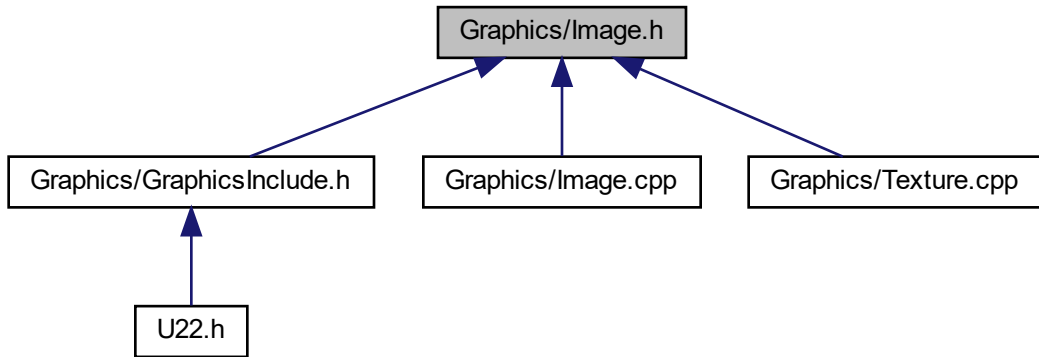 Graphics/Image.h
Graphics/GraphicsInclude.h
Graphics/Image.cpp
Graphics/Texture.cpp
U22.h